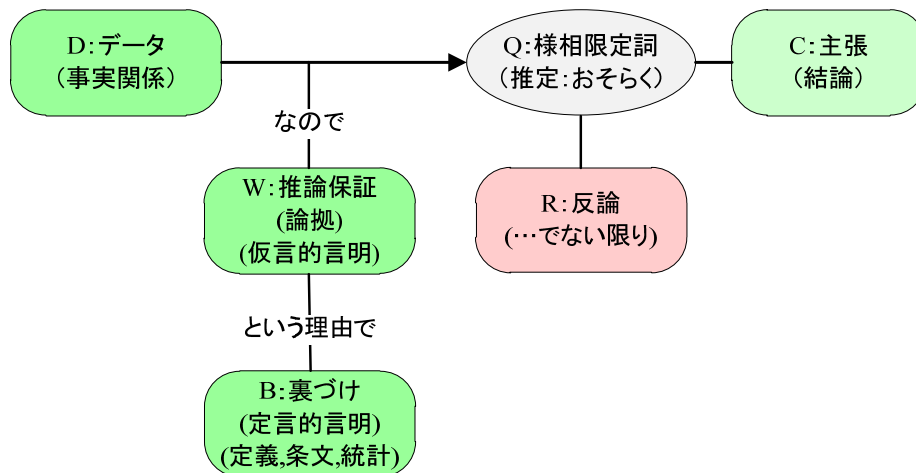 D:データ
(事実関係)
Q:様相限定詞
(推定:おそらく)
C:主張
(結論)
なので
W:推論保証
(論拠)
(仮言的言明)
R:反論
(…でない限り)
という理由で
B:裏づけ
(定言的言明)
(定義,条文,統計)